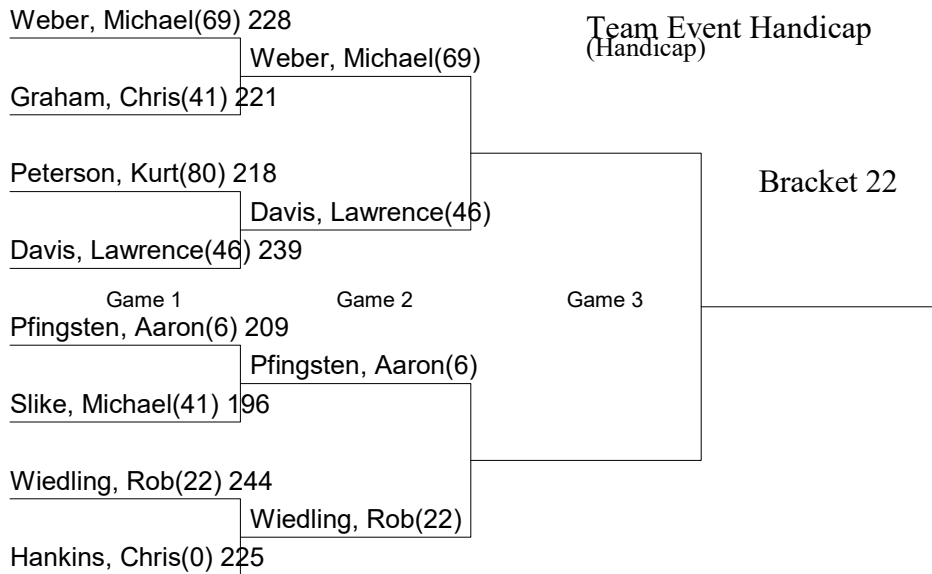 Weber, Michael(69) 228
Team Event Handicap
(Handicap)
Weber, Michael(69)
Graham, Chris(41) 221
Peterson, Kurt(80) 218
Bracket 22
Davis, Lawrence(46)
Davis, Lawrence(46) 239
Game 1 Game 2 Game 3
Pfingsten, Aaron(6) 209
Pfingsten, Aaron(6)
Slike, Michael(41) 196
Wiedling, Rob(22) 244
Wiedling, Rob(22)
Hankins, Chris(0) 225